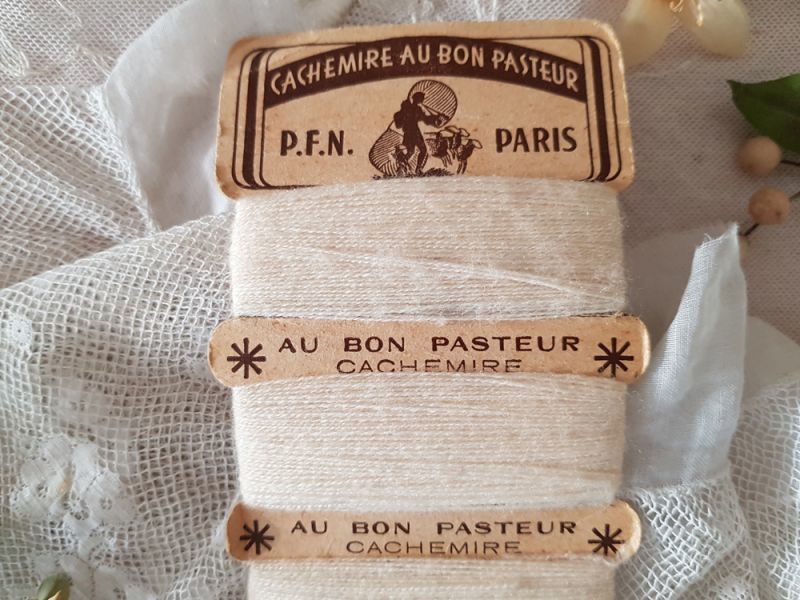 CACHEMIRE AU BON PASTEUR
P.F.N. PARIS
AU BON PASTEUR
CACHEMIRE
AU BON PASTEUR
CACHEMIRE